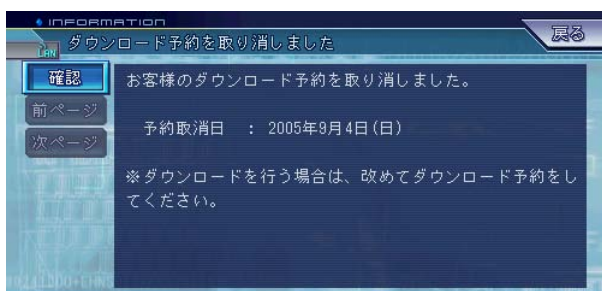 INFORMATION
LAN
ダウンロード予約を取り消しました
戻る
確認
前ページ
次ページ
お客様のダウンロード予約を取り消しました。
予約取消日 : 2005年9月4日(日)
※ダウンロードを行う場合は、改めてダウンロード予約をし
てください。